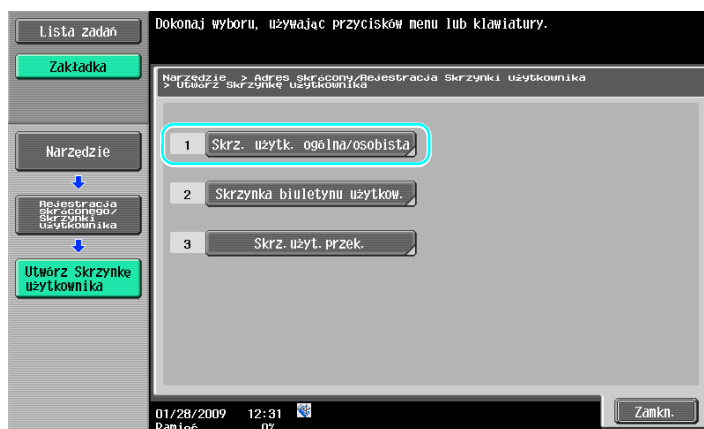 Lista zadań
Zakładka
Dokonaj wyboru, używając przycisków menu lub klawiatury.
Narzędzie > Adres skrócony/Rejestracja Skrzynki użytkownika
> Utwórz Skrzynkę użytkownika
Narzędzie
Rejestracja
skróconego/
Skrzynki
użytkownika
Utwórz Skrzynkę
użytkownika
1 Skrz. użytk. ogólna/osobista
2 Skrzynka biuletynu użytkow.
3 Skrz.użyt.przek.
01/28/2009 12:31
Pamięć 0%
Zamkn.